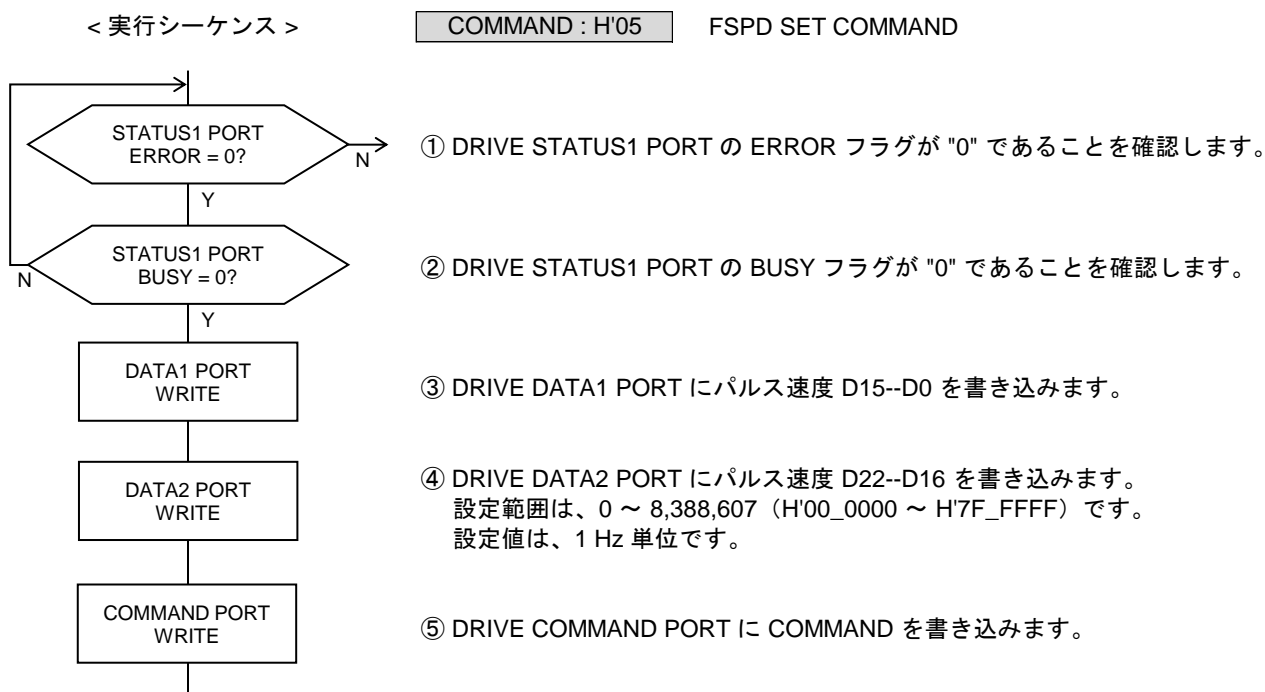 < 実行シーケンス >
COMMAND : H'05
FSPD SET COMMAND
STATUS1 PORT
ERROR = 0?
N
① DRIVE STATUS1 PORT の ERROR フラグが "0" であることを確認します。
Y
STATUS1 PORT
BUSY = 0?
N
② DRIVE STATUS1 PORT の BUSY フラグが "0" であることを確認します。
Y
DATA1 PORT
WRITE
③ DRIVE DATA1 PORT にパルス速度 D15--D0 を書き込みます。
DATA2 PORT
WRITE
④ DRIVE DATA2 PORT にパルス速度 D22--D16 を書き込みます。
設定範囲は、0 ～ 8,388,607（H'00_0000 ～ H'7F_FFFF）です。
設定値は、1 Hz 単位です。
COMMAND PORT
WRITE
⑤ DRIVE COMMAND PORT に COMMAND を書き込みます。